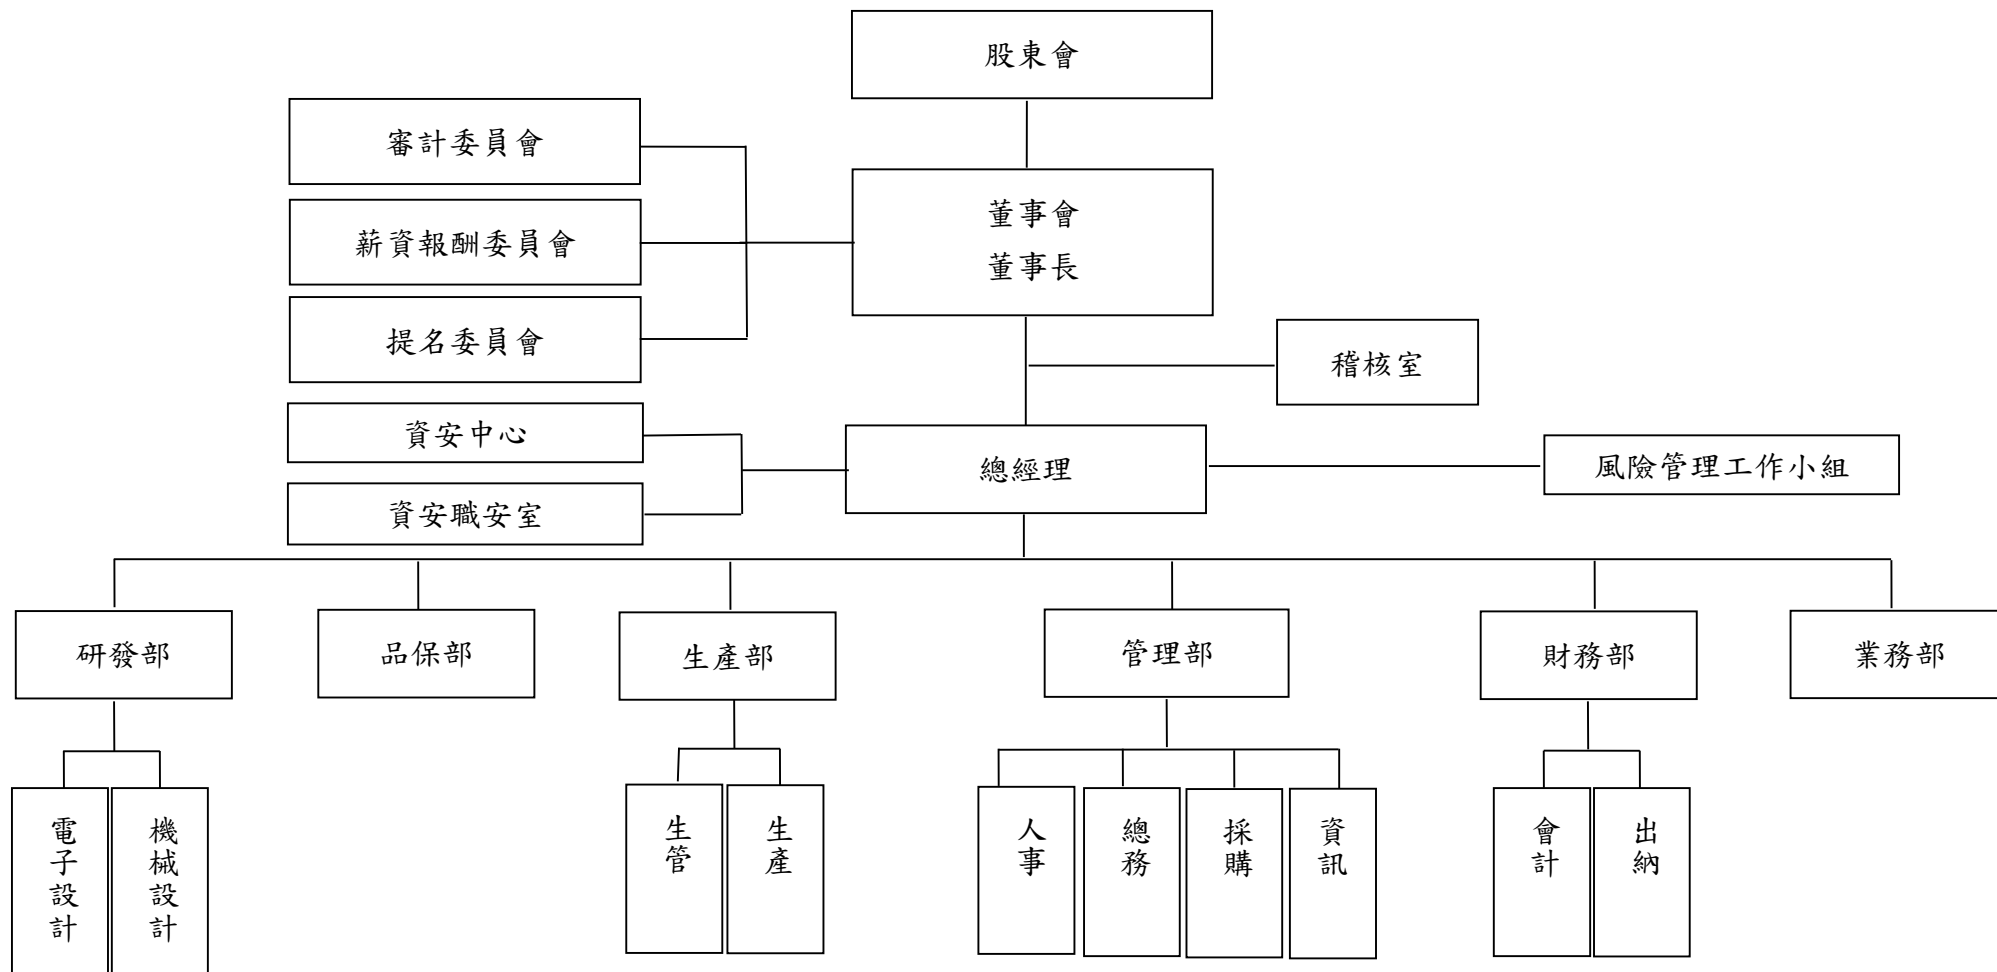 股東會
審計委員會
董事會
董事長
薪資報酬委員會
提名委員會
稽核室
資安中心
總經理
風險管理工作小組
資安職安室
研發部
品保部
生產部
管理部
財務部
業務部
電子設計
機械設計
生管
生產
人事
總務
採購
資訊
會計
出納